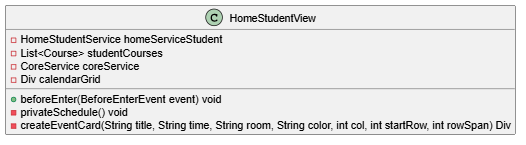 C HomeStudentView
HomeStudentService homeServiceStudent
List<Course> studentCourses
CoreService coreService
Div calendarGrid
beforeEnter(BeforeEnterEvent event) void
privateSchedule() void
createEventCard(String title, String time, String room, String color, int col, int startRow, int rowSpan) Div